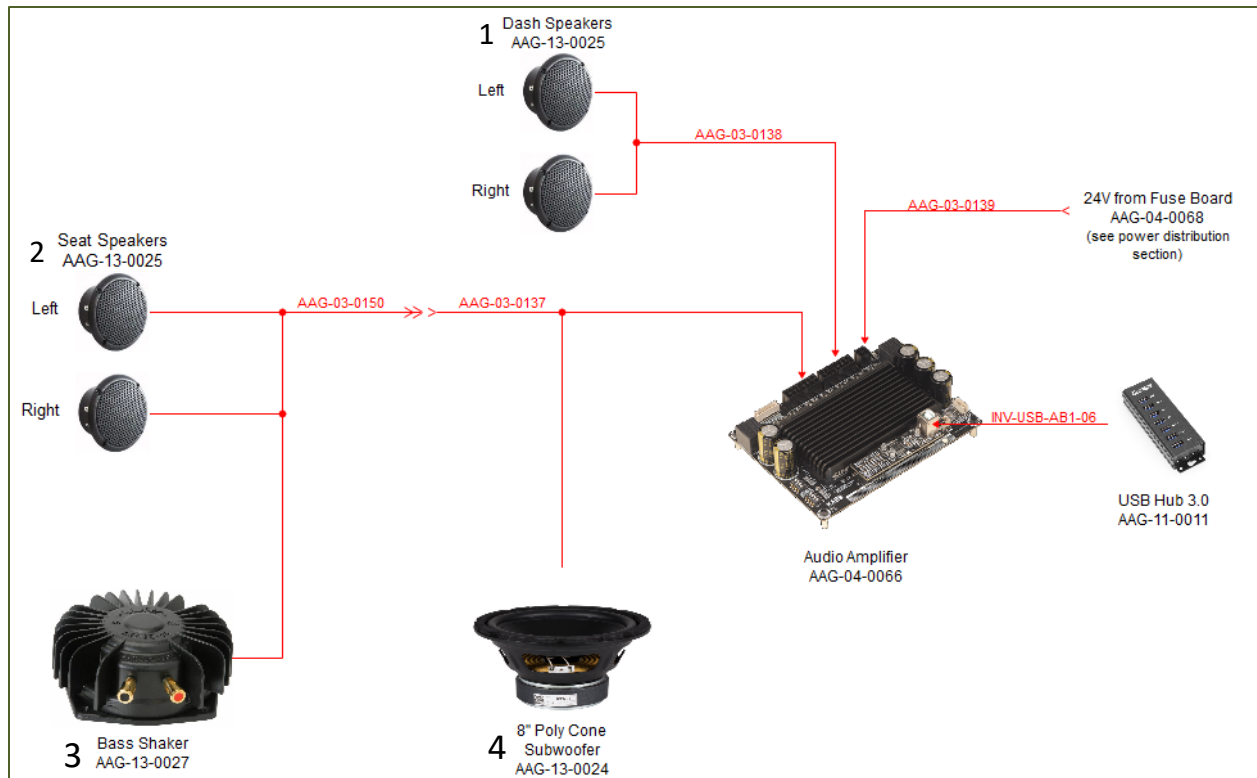 1
Dash Speakers
AAG-13-0025
Left
Right
AAG-03-0138
AAG-03-0139
24V from Fuse Board
AAG-04-0068
(see power distribution
section)
2
Seat Speakers
AAG-13-0025
Left
Right
AAG-03-0150
AAG-03-0137
INV-USB-AB1-06
USB Hub 3.0
AAG-11-0011
Audio Amplifier
AAG-04-0066
3
Bass Shaker
AAG-13-0027
4
8" Poly Cone
Subwoofer
AAG-13-0024